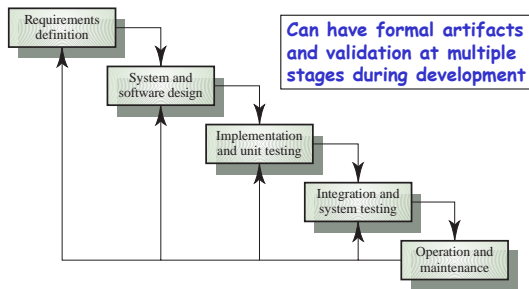 Requirements
definition
Can have formal artifacts
and validation at multiple
stages during development
System and
software design
Implementation
and unit testing
Integration and
system testing
Operation and
maintenance